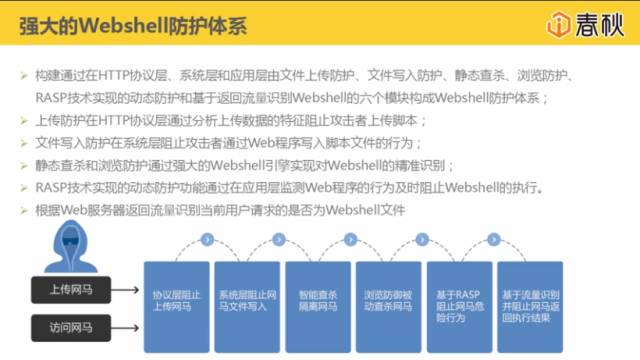 强大的Webshell防护体系
春秋
构建通过在HTTP协议层、系统层和应用层由文件上传防护、文件写入防护、静态查杀、浏览防护、
RASP技术实现的动态防护和基于返回流量识别Webshell的六个模块构成Webshell防护体系；
上传防护在HTTP协议层通过分析上传数据的特征阻止攻击者上传脚本；
文件写入防护在系统层阻止攻击者通过Web程序写入脚本文件的行为；
静态查杀和浏览防护通过强大的Webshell引擎实现对Webshell的精准识别；
RASP技术实现的动态防护功能通过在应用层监测Web程序的行为及时阻止Webshell的执行。
根据Web服务器返回流量识别当前用户请求的是否为Webshell文件
上传网马
访问网马
协议层阻止
上传网马
系统层阻止网
马文件写入
智能查杀
隔离网马
浏览防御被
动查杀网马
基于RASP
阻止网马危
险行为
基于流量识别
并阻止网马返
回执行结果